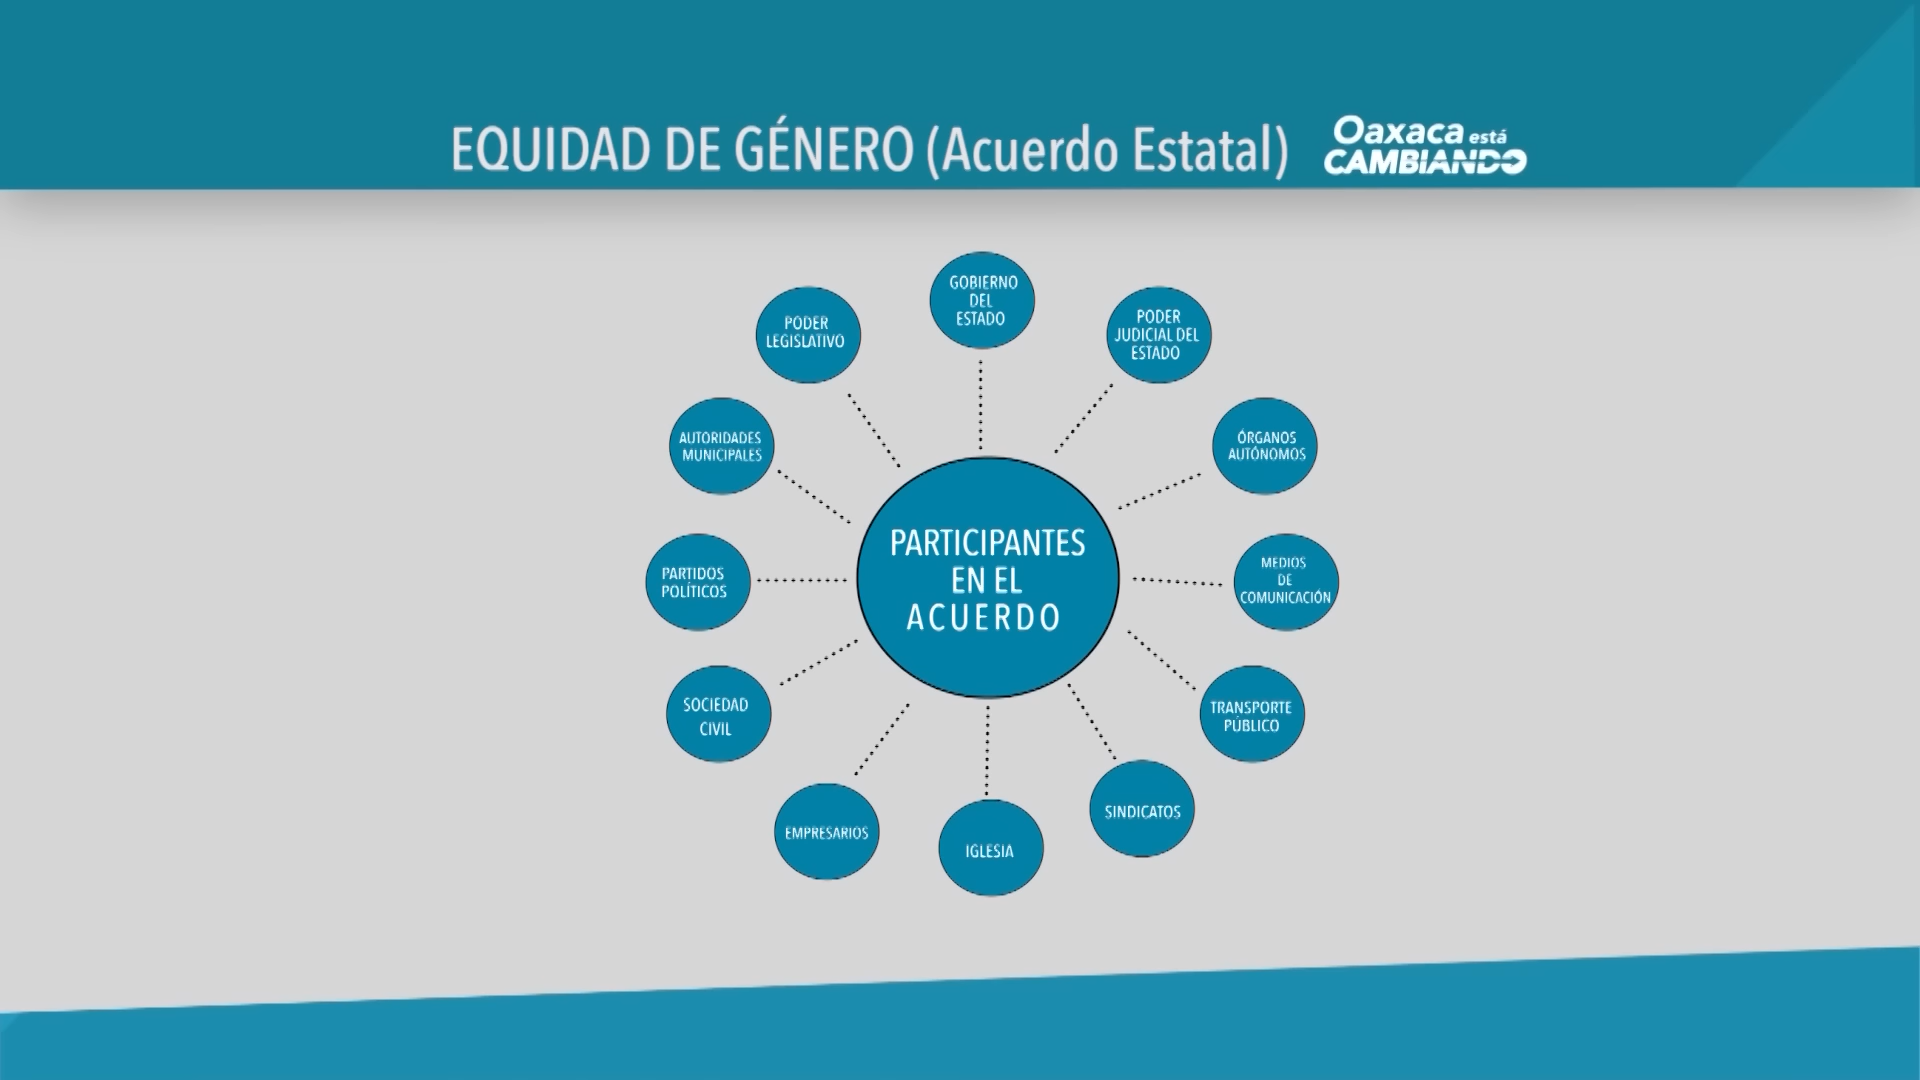 EQUIDAD DE GÉNERO (Acuerdo Estatal)
Oaxaca está
CAMBIANDO
GOBIERNO
DEL
ESTADO
PODER
JUDICIAL DEL
ESTADO
ÓRGANOS
AUTÓNOMOS
MEDIOS
DE
COMUNICACIÓN
TRANSPORTE
PÚBLICO
SINDICATOS
IGLESIA
EMPRESARIOS
SOCIEDAD
CIVIL
PARTIDOS
POLÍTICOS
AUTORIDADES
MUNICIPALES
PODER
LEGISLATIVO
PARTICIPANTES
EN EL
ACUERDO